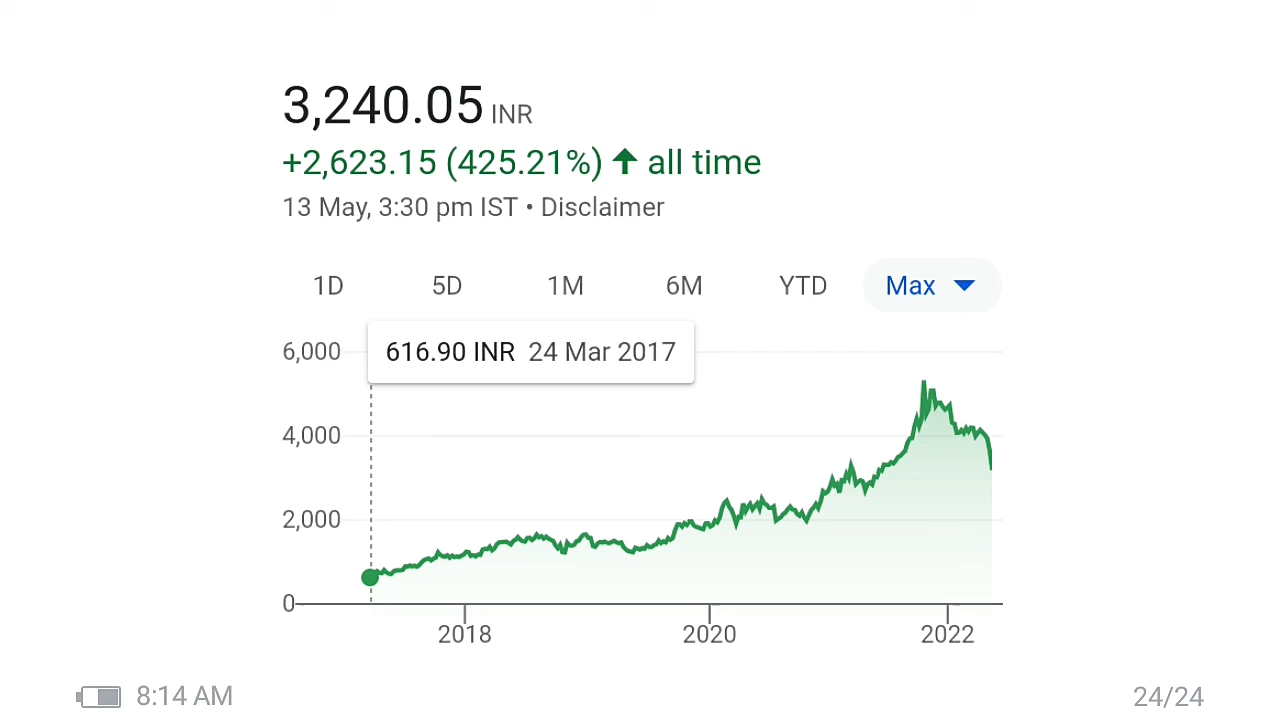 3,240.05 INR
+2,623.15 (425.21%) ↑ all time
13 May, 3:30 pm IST • Disclaimer
1D 5D 1M 6M YTD Max
616.90 INR 24 Mar 2017
6,000
4,000
2,000
0
2018 2020 2022
8:14 AM 24/24